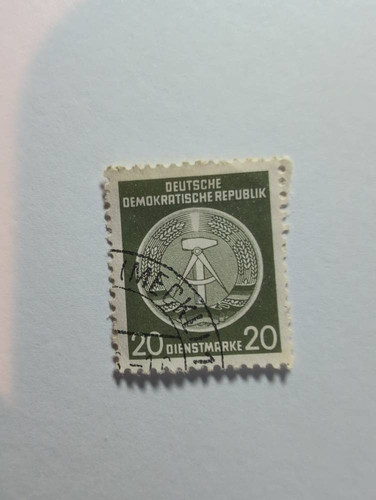 DEUTSCHE
DEMOKRATISCHE REPUBLIK
20 DIENSTMARKE 20